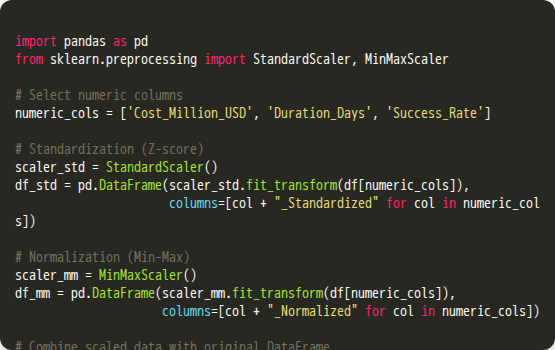 import pandas as pd
from sklearn.preprocessing import StandardScaler, MinMaxScaler
# Select numeric columns
numeric_cols = ['Cost_Million_USD', 'Duration_Days', 'Success_Rate']
# Standardization (Z-score)
scaler_std = StandardScaler()
df_std = pd.DataFrame(scaler_std.fit_transform(df[numeric_cols]),
columns=[col + "_Standardized" for col in numeric_col
s])
# Normalization (Min-Max)
scaler_mm = MinMaxScaler()
df_mm = pd.DataFrame(scaler_mm.fit_transform(df[numeric_cols]),
columns=[col + "_Normalized" for col in numeric_cols])
# Combine scaled data with original DataFrame